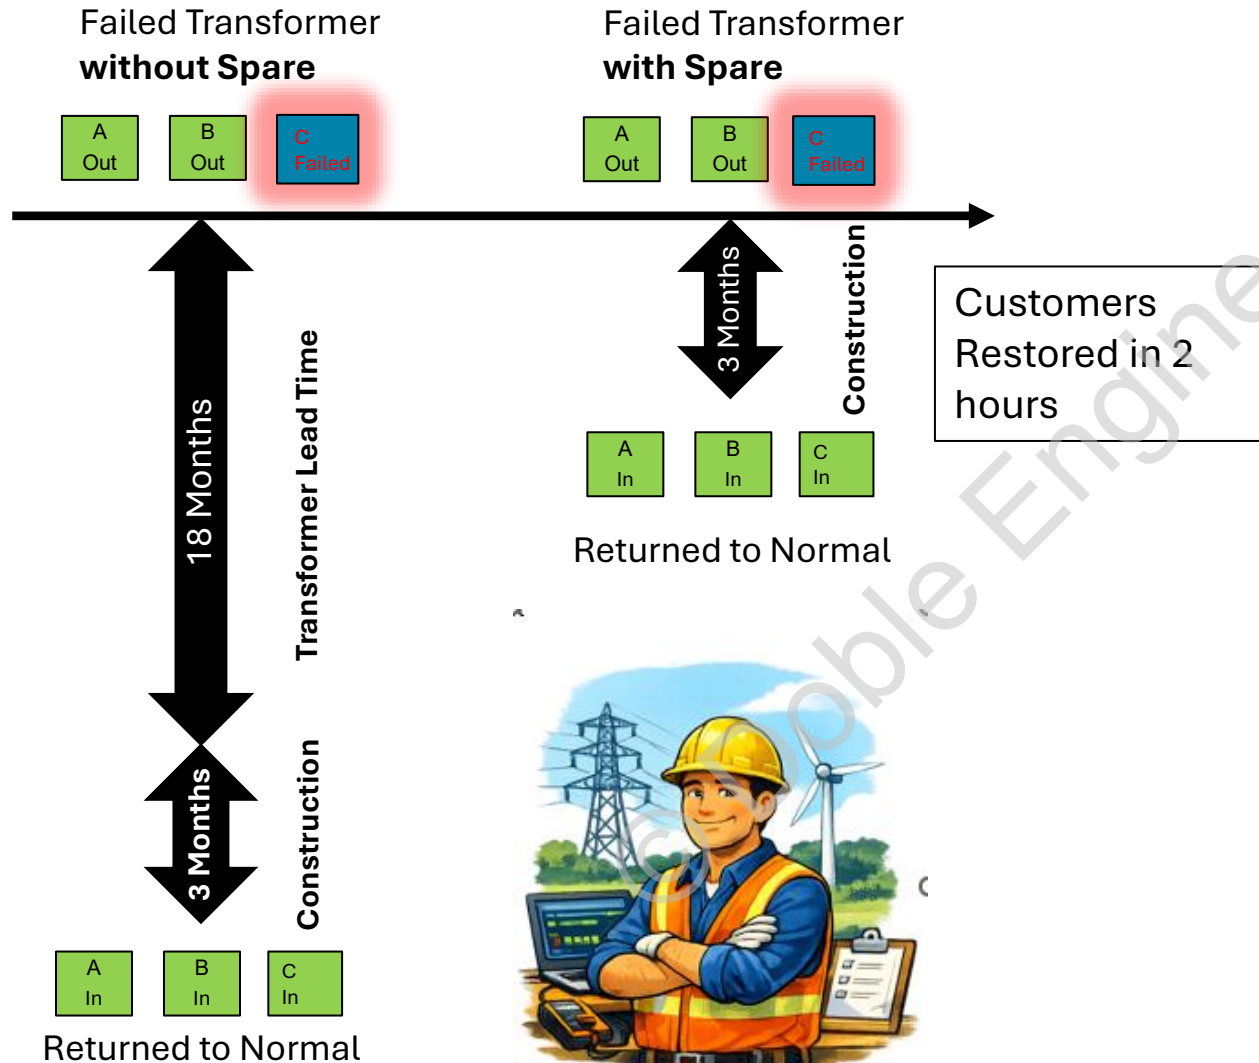 Failed Transformer
without Spare
A
Out
B
Out
C
Failed
18 Months
Transformer Lead Time
3 Months
Construction
A
In
B
In
C
In
Returned to Normal
Failed Transformer
with Spare
A
Out
B
Out
C
Failed
3 Months
Construction
A
In
B
In
C
In
Returned to Normal
Customers
Restored in 2
hours
© Doble Engine